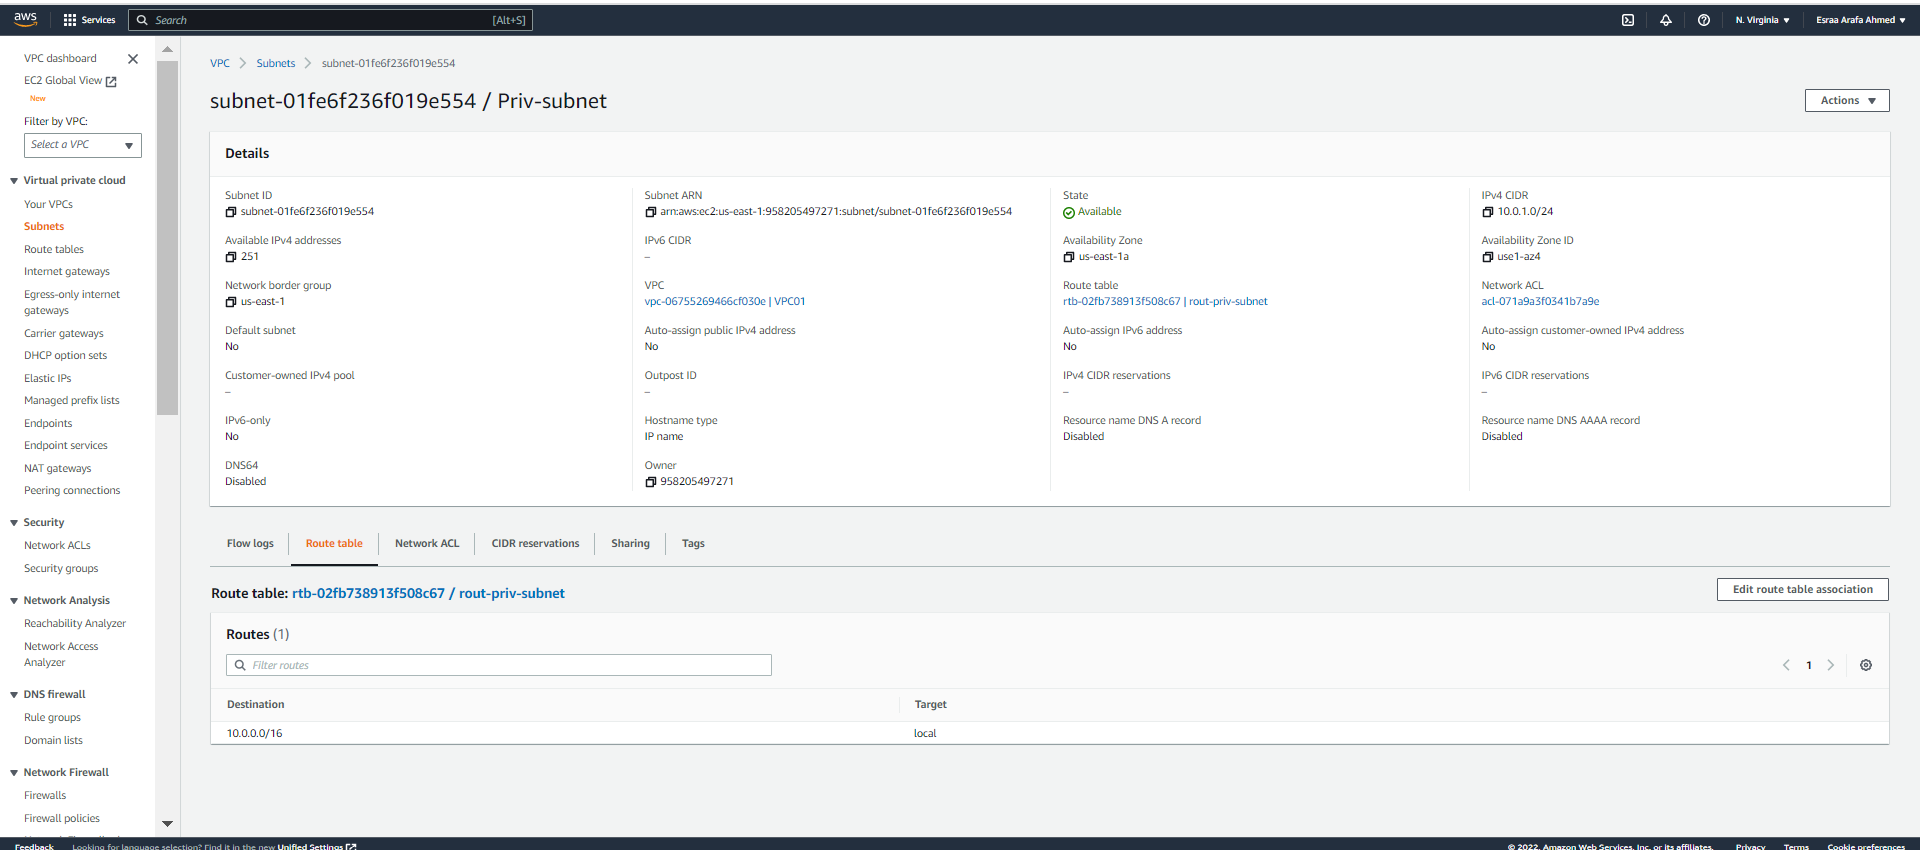 aws Services Search [Alt+S] N. Virginia Esraa Arafa Ahmed
VPC dashboard
EC2 Global View
New
Filter by VPC:
Select a VPC
Virtual private cloud
Your VPCs
Subnets
Route tables
Internet gateways
Egress-only internet
gateways
Carrier gateways
DHCP option sets
Elastic IPs
Managed prefix lists
Endpoints
Endpoint services
NAT gateways
Peering connections
Security
Network ACLs
Security groups
Network Analysis
Reachability Analyzer
Network Access
Analyzer
DNS firewall
Rule groups
Domain lists
Network Firewall
Firewalls
Firewall policies
VPC Subnets subnet-01fe6f236f019e554
subnet-01fe6f236f019e554 / Priv-subnet
Actions
Details
Subnet ID
subnet-01fe6f236f019e554
Subnet ARN
arn:aws:ec2:us-east-1:958205497271:subnet/subnet-01fe6f236f019e554
State
Available
IPv4 CIDR
10.0.1.0/24
Available IPv4 addresses
251
IPv6 CIDR
–
Availability Zone
us-east-1a
Availability Zone ID
use1-az4
Network border group
us-east-1
VPC
vpc-06755269466cf030e | VPC01
Route table
rtb-02fb738913f508c67 | rout-priv-subnet
Network ACL
acl-071a9a3f0341b7a9e
Default subnet
No
Auto-assign public IPv4 address
No
Auto-assign IPv6 address
No
Auto-assign customer-owned IPv4 address
No
Customer-owned IPv4 pool
–
Outpost ID
–
IPv4 CIDR reservations
–
IPv6 CIDR reservations
–
IPv6-only
No
Hostname type
IP name
Resource name DNS A record
Disabled
Resource name DNS AAAA record
Disabled
DNS64
Disabled
Owner
958205497271
Flow logs Route table Network ACL CIDR reservations Sharing Tags
Route table: rtb-02fb738913f508c67 / rout-priv-subnet
Edit route table association
Routes (1)
Filter routes
1
Destination Target
10.0.0.0/16 local
Feedback Looking for language selection? Find it in the new Unified Settings © 2022, Amazon Web Services, Inc. or its affiliates. Privacy Terms Cookie preferences